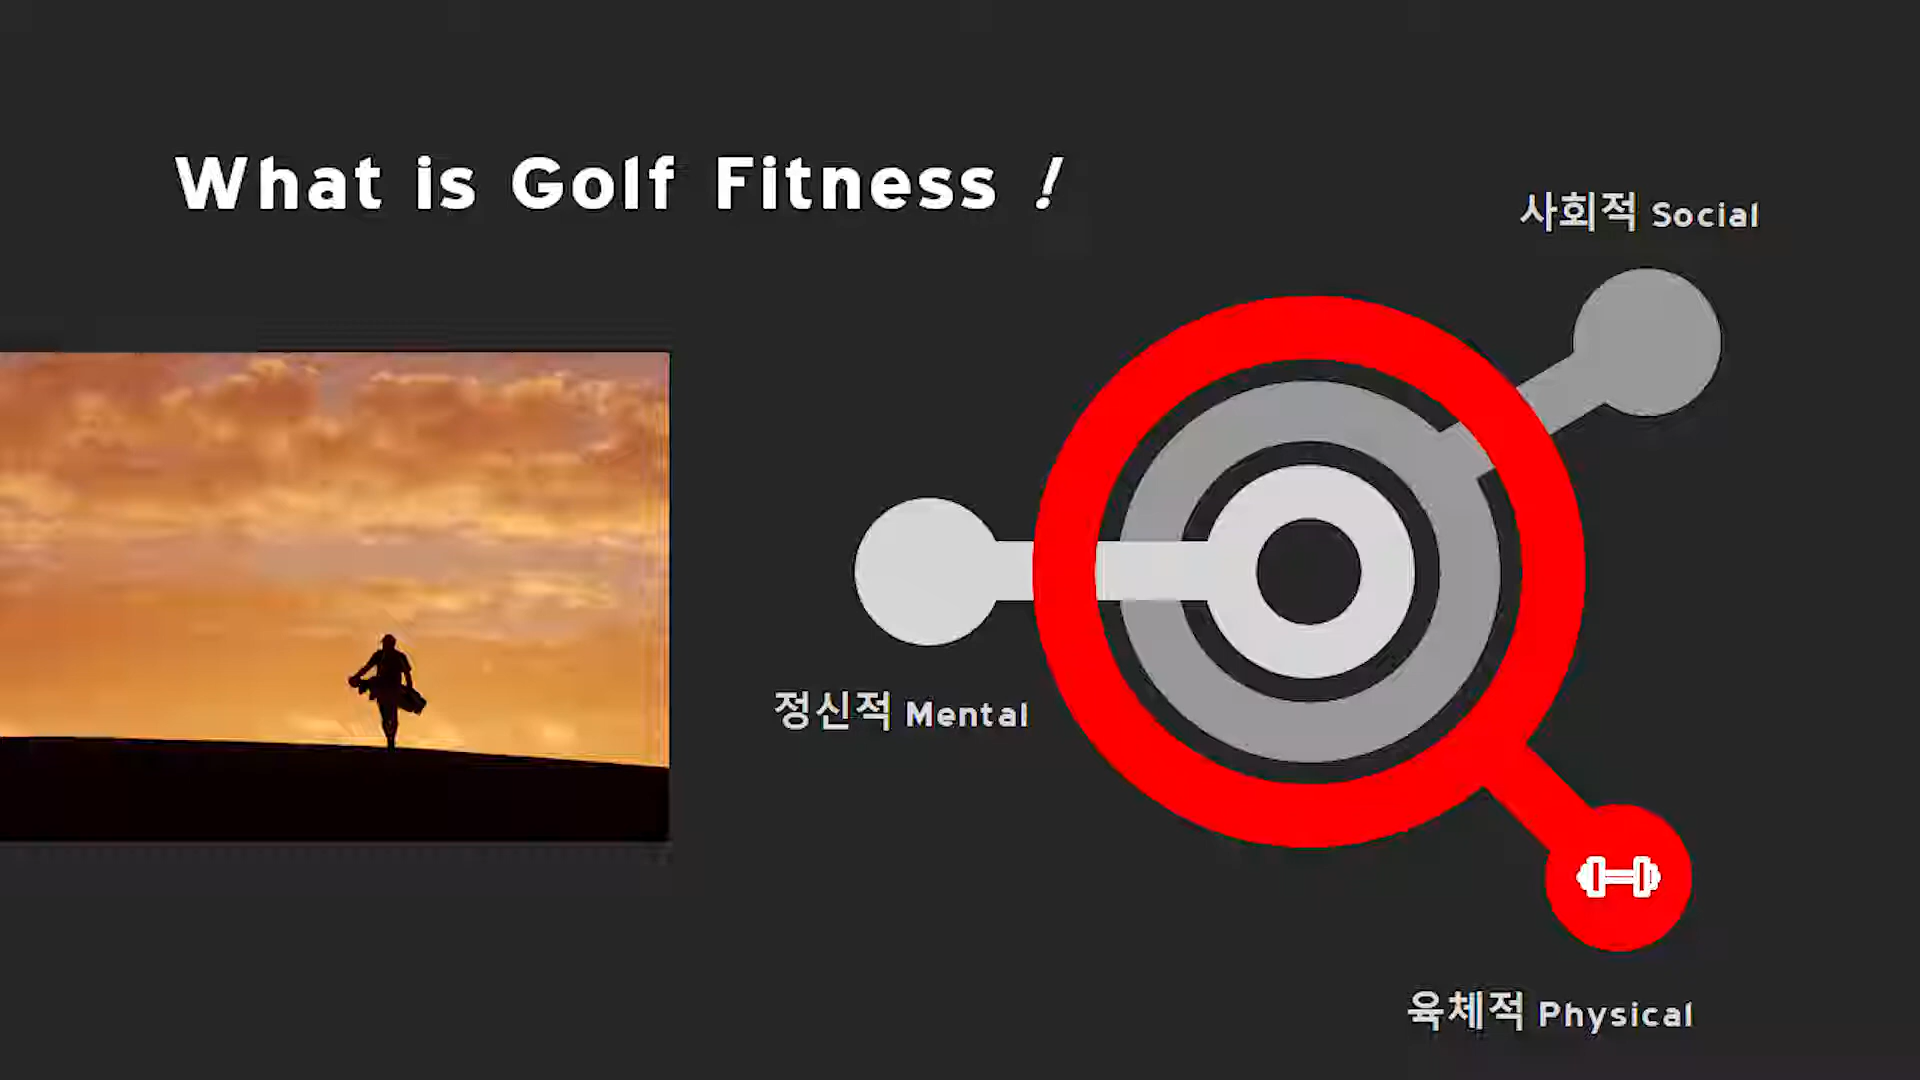 What is Golf Fitness !
사회적 Social
정신적 Mental
육체적 Physical